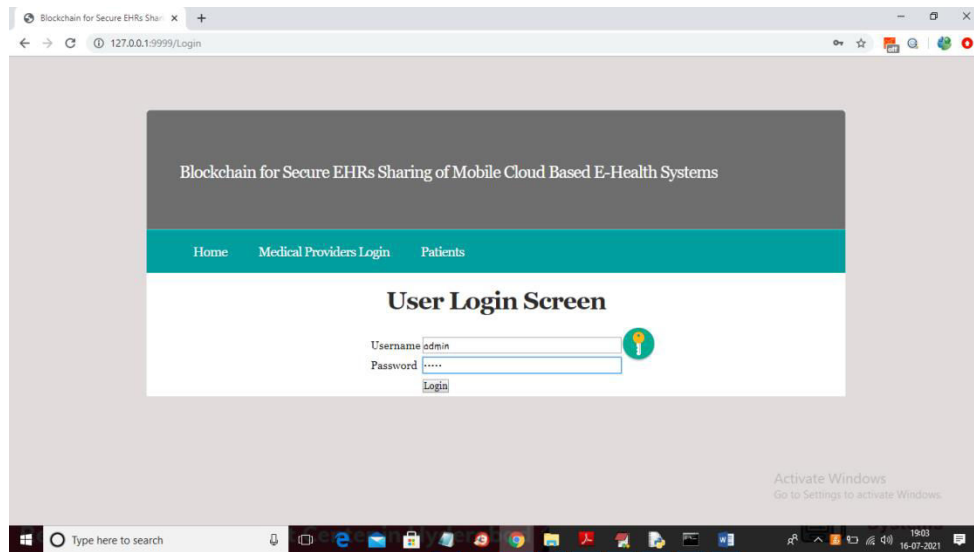 Blockchain for Secure EHRs Shar
127.0.0.1:9999/Login
Blockchain for Secure EHRs Sharing of Mobile Cloud Based E-Health Systems
Home Medical Providers Login Patients
User Login Screen
Username admin
Password •••••
Login
Activate Windows
Go to Settings to activate Windows.
Type here to search
19:03
16-07-2021